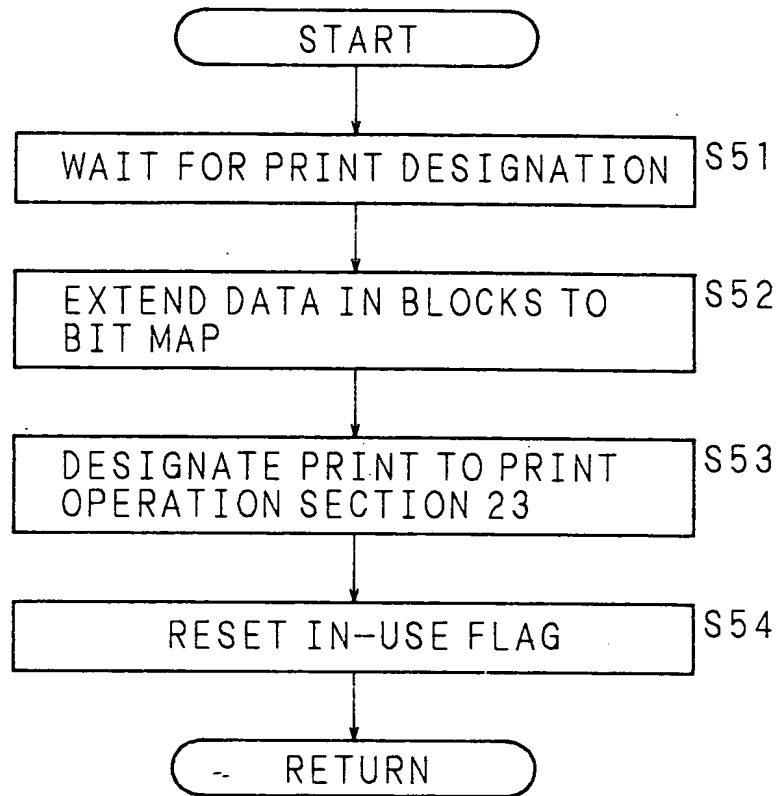 START
WAIT FOR PRINT DESIGNATION S51
EXTEND DATA IN BLOCKS TO S52
BIT MAP
DESIGNATE PRINT TO PRINT S53
OPERATION SECTION 23
RESET IN-USE FLAG S54
RETURN